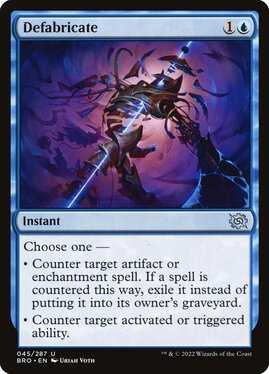 Defabricate 1
Instant
Choose one —
• Counter target artifact or
enchantment spell. If a spell is
countered this way, exile it instead of
putting it into its owner's graveyard.
• Counter target activated or triggered
ability.
045/287 U
BRO • EN Uriah Voth
™ & © 2022 Wizards of the Coast